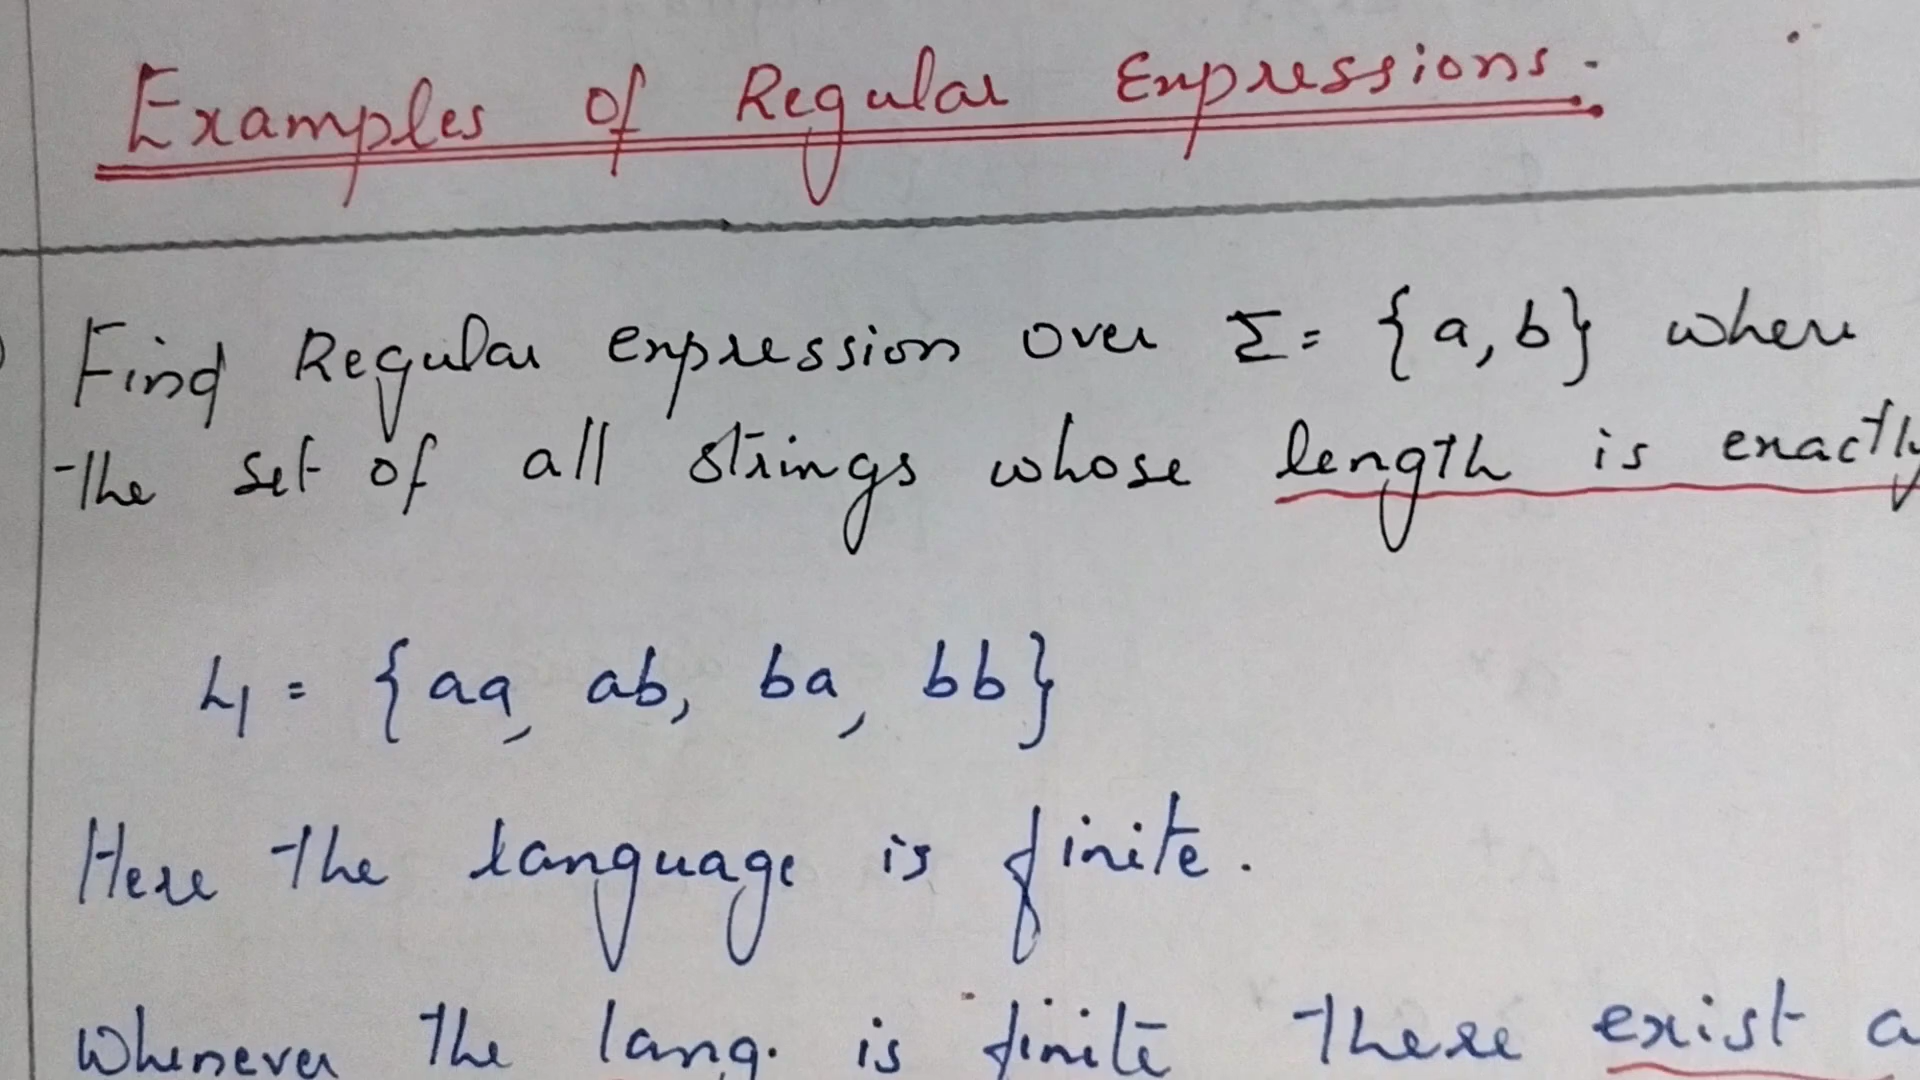 Examples of Regular Expressions.
Find Regular expression over Σ = {a, b} where
the set of all strings whose length is exactly
L1 = {aa, ab, ba, bb}
Here the language is finite.
Whenever the lang. is finite there exist a